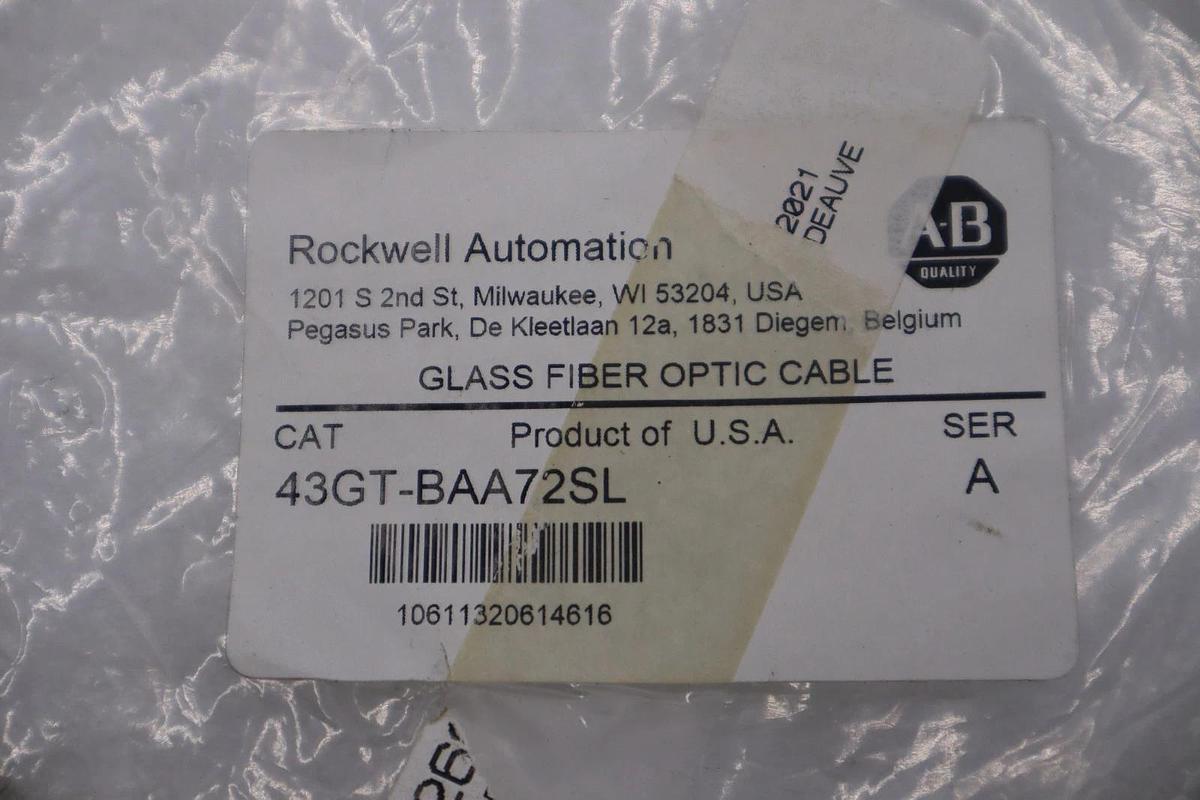 2021
DEAUVE
A-B
QUALITY
Rockwell Automation
1201 S 2nd St, Milwaukee, WI 53204, USA
Pegasus Park, De Kleetlaan 12a, 1831 Diegem, Belgium
GLASS FIBER OPTIC CABLE
CAT Product of U.S.A. SER
43GT-BAA72SL A
10611320614616